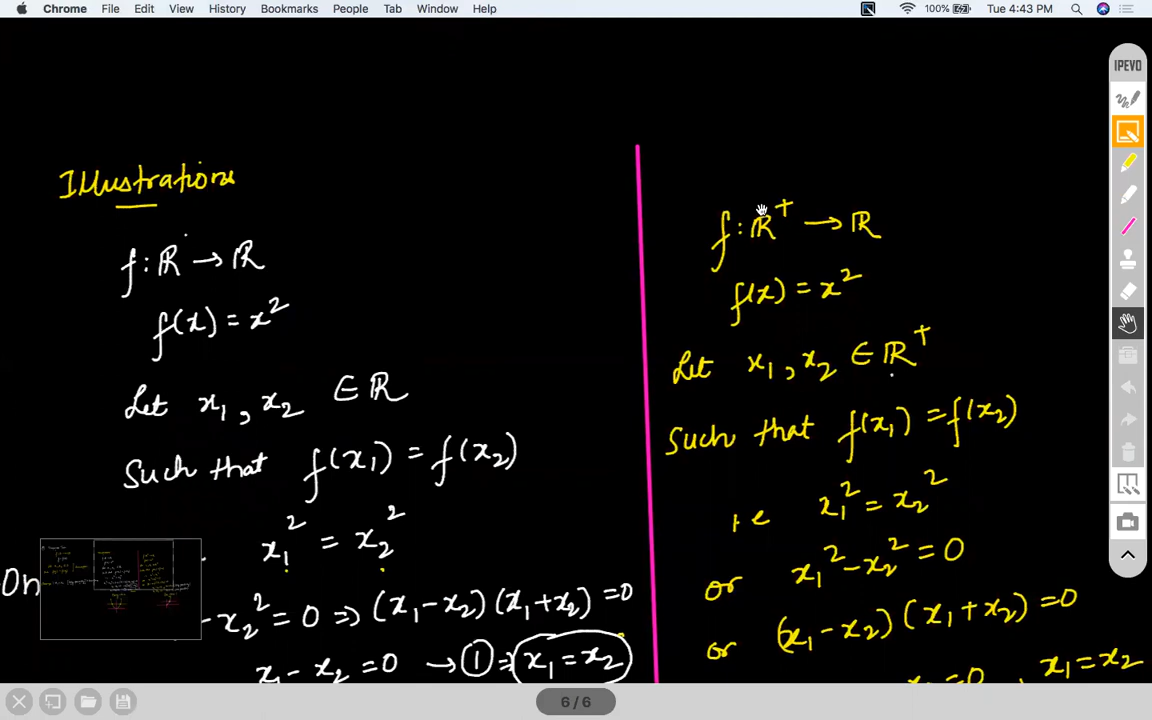 Chrome File Edit View History Bookmarks People Tab Window Help
100% Tue 4:43 PM
IPEVO
Illustrations
f : ℝ → ℝ
f(x) = x²
Let x₁, x₂ ∈ ℝ
Such that f(x₁) = f(x₂)
x₁² = x₂²
On
- x₂² = 0 ⇒ (x₁ - x₂) (x₁ + x₂) = 0
x₁ - x₂ = 0 → ① ⇒ x₁ = x₂
f : ℝ⁺ → ℝ
f(x) = x²
Let x₁, x₂ ∈ ℝ⁺
Such that f(x₁) = f(x₂)
i.e x₁² = x₂²
or x₁² - x₂² = 0
or (x₁ - x₂) (x₁ + x₂) = 0
= 0, x₁ = x₂
6 / 6